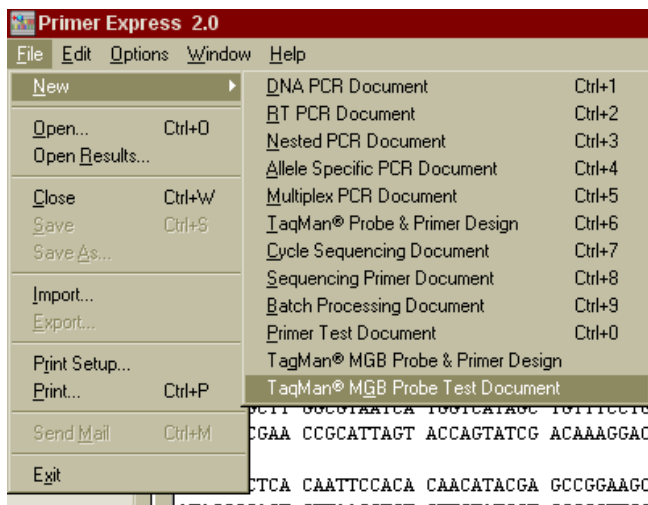 Primer Express 2.0
File Edit Options Window Help
New
Open... Ctrl+O
Open Results...
Close Ctrl+W
Save Ctrl+S
Save As...
Import...
Export...
Print Setup...
Print... Ctrl+P
Send Mail Ctrl+M
Exit
DNA PCR Document Ctrl+1
RT PCR Document Ctrl+2
Nested PCR Document Ctrl+3
Allele Specific PCR Document Ctrl+4
Multiplex PCR Document Ctrl+5
TaqMan® Probe & Primer Design Ctrl+6
Cycle Sequencing Document Ctrl+7
Sequencing Primer Document Ctrl+8
Batch Processing Document Ctrl+9
Primer Test Document Ctrl+0
TaqMan® MGB Probe & Primer Design
TaqMan® MGB Probe Test Document
GGCGTAATCA TGGTCATAGC TGTTTCCTG
CGAA CCGCATTAGT ACCAGTATCG ACAAAGGAC
CTCA CAATTCCACA CAACATACGA GCCGGAAGC